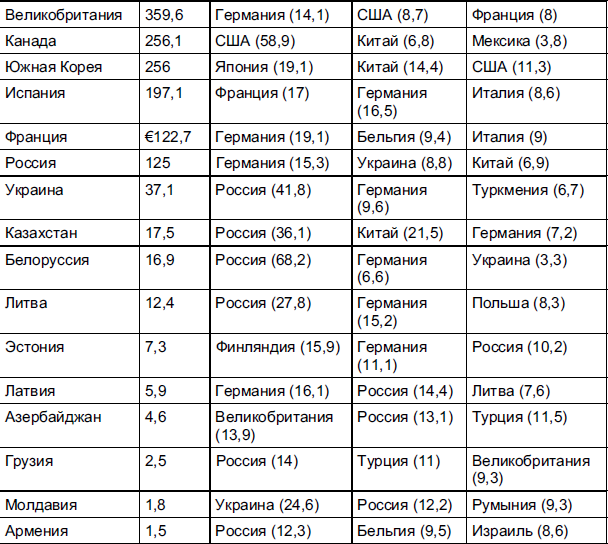 Великобритания 359,6 Германия (14,1) США (8,7) Франция (8)
Канада 256,1 США (58,9) Китай (6,8) Мексика (3,8)
Южная Корея 256 Япония (19,1) Китай (14,4) США (11,3)
Испания 197,1 Франция (17) Германия (16,5) Италия (8,6)
Франция €122,7 Германия (19,1) Бельгия (9,4) Италия (9)
Россия 125 Германия (15,3) Украина (8,8) Китай (6,9)
Украина 37,1 Россия (41,8) Германия (9,6) Туркмения (6,7)
Казахстан 17,5 Россия (36,1) Китай (21,5) Германия (7,2)
Белоруссия 16,9 Россия (68,2) Германия (6,6) Украина (3,3)
Литва 12,4 Россия (27,8) Германия (15,2) Польша (8,3)
Эстония 7,3 Финляндия (15,9) Германия (11,1) Россия (10,2)
Латвия 5,9 Германия (16,1) Россия (14,4) Литва (7,6)
Азербайджан 4,6 Великобритания (13,9) Россия (13,1) Турция (11,5)
Грузия 2,5 Россия (14) Турция (11) Великобритания (9,3)
Молдавия 1,8 Украина (24,6) Россия (12,2) Румыния (9,3)
Армения 1,5 Россия (12,3) Бельгия (9,5) Израиль (8,6)